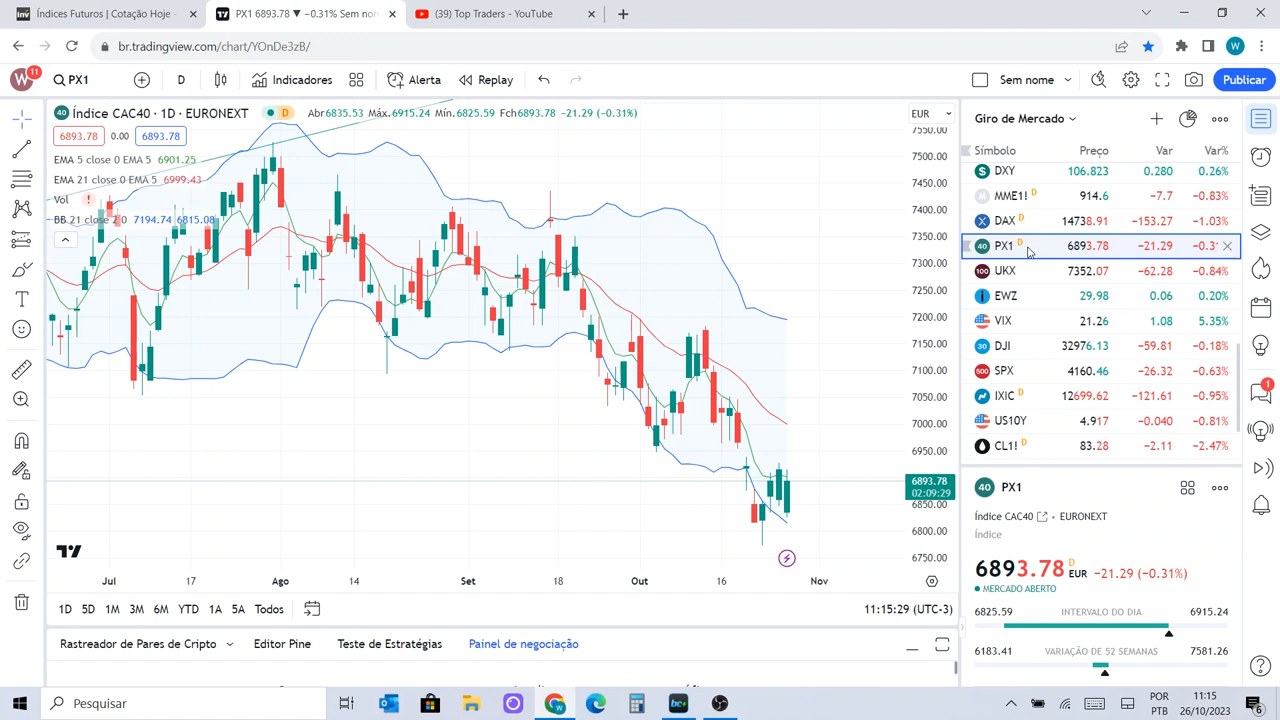 Índices Futuros | Cotação Hoje -
PX1 6893.78 ▼ −0.31% Sem nom
(39) Top Traders - YouTube
br.tradingview.com/chart/YOnDe3zB/
W
W
11
PX1
D
Indicadores
Alerta
Replay
Sem nome
Publicar
40 Índice CAC40 · 1D · EURONEXT
D
Abr6835.53 Máx.6915.24 Mín.6825.59 Fch6893.78 −21.29 (−0.31%)
6893.78 0.00 6893.78
EMA 5 close 0 EMA 5 6901.25
EMA 21 close 0 EMA 5 6999.43
Vol !
BB 21 close 2 0 7194.74 6815.08
EUR
7550.00
7500.00
7450.00
7400.00
7350.00
7300.00
7250.00
7200.00
7150.00
7100.00
7050.00
7000.00
6950.00
6893.78
02:09:29
6850.00
6800.00
6750.00
Jul 17 Ago 14 Set 18 Out 16 Nov
1D 5D 1M 3M 6M YTD 1A 5A Todos
11:15:29 (UTC-3)
Rastreador de Pares de Cripto Editor Pine Teste de Estratégias Painel de negociação
Giro de Mercado
Símbolo Preço Var Var%
DXY 106.823 0.280 0.26%
MME1! D 914.6 −7.7 −0.83%
DAX D 14738.91 −153.27 −1.03%
40 PX1 D 6893.78 −21.29 −0.3
100 UKX 7352.07 −62.28 −0.84%
EWZ 29.98 0.06 0.20%
VIX 21.26 1.08 5.35%
30 DJI 32976.13 −59.81 −0.18%
500 SPX 4160.46 −26.32 −0.63%
IXIC D 12699.62 −121.61 −0.95%
US10Y 4.917 −0.040 −0.81%
CL1! D 83.28 −2.11 −2.47%
1
40 PX1
Índice CAC40 • EURONEXT
Índice
6893.78 D EUR −21.29 (−0.31%)
MERCADO ABERTO
6825.59 INTERVALO DO DIA 6915.24
6183.41 VARIAÇÃO DE 52 SEMANAS 7581.26
Pesquisar
POR
PTB
11:15
26/10/2023
6